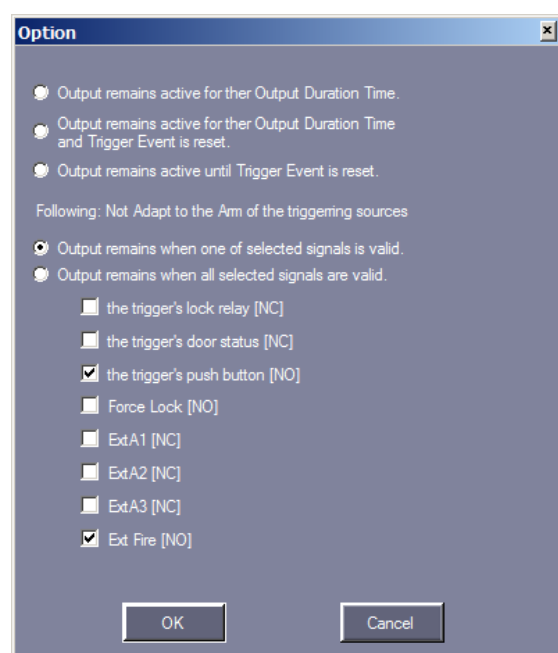 Option
Output remains active for ther Output Duration Time.
Output remains active for ther Output Duration Time
and Trigger Event is reset.
Output remains active until Trigger Event is reset.
Following: Not Adapt to the Arm of the triggerring sources
Output remains when one of selected signals is valid.
Output remains when all selected signals are valid.
the trigger's lock relay [NC]
the trigger's door status [NC]
the trigger's push button [NO]
Force Lock [NO]
ExtA1 [NC]
ExtA2 [NC]
ExtA3 [NC]
Ext Fire [NO]
OK
Cancel